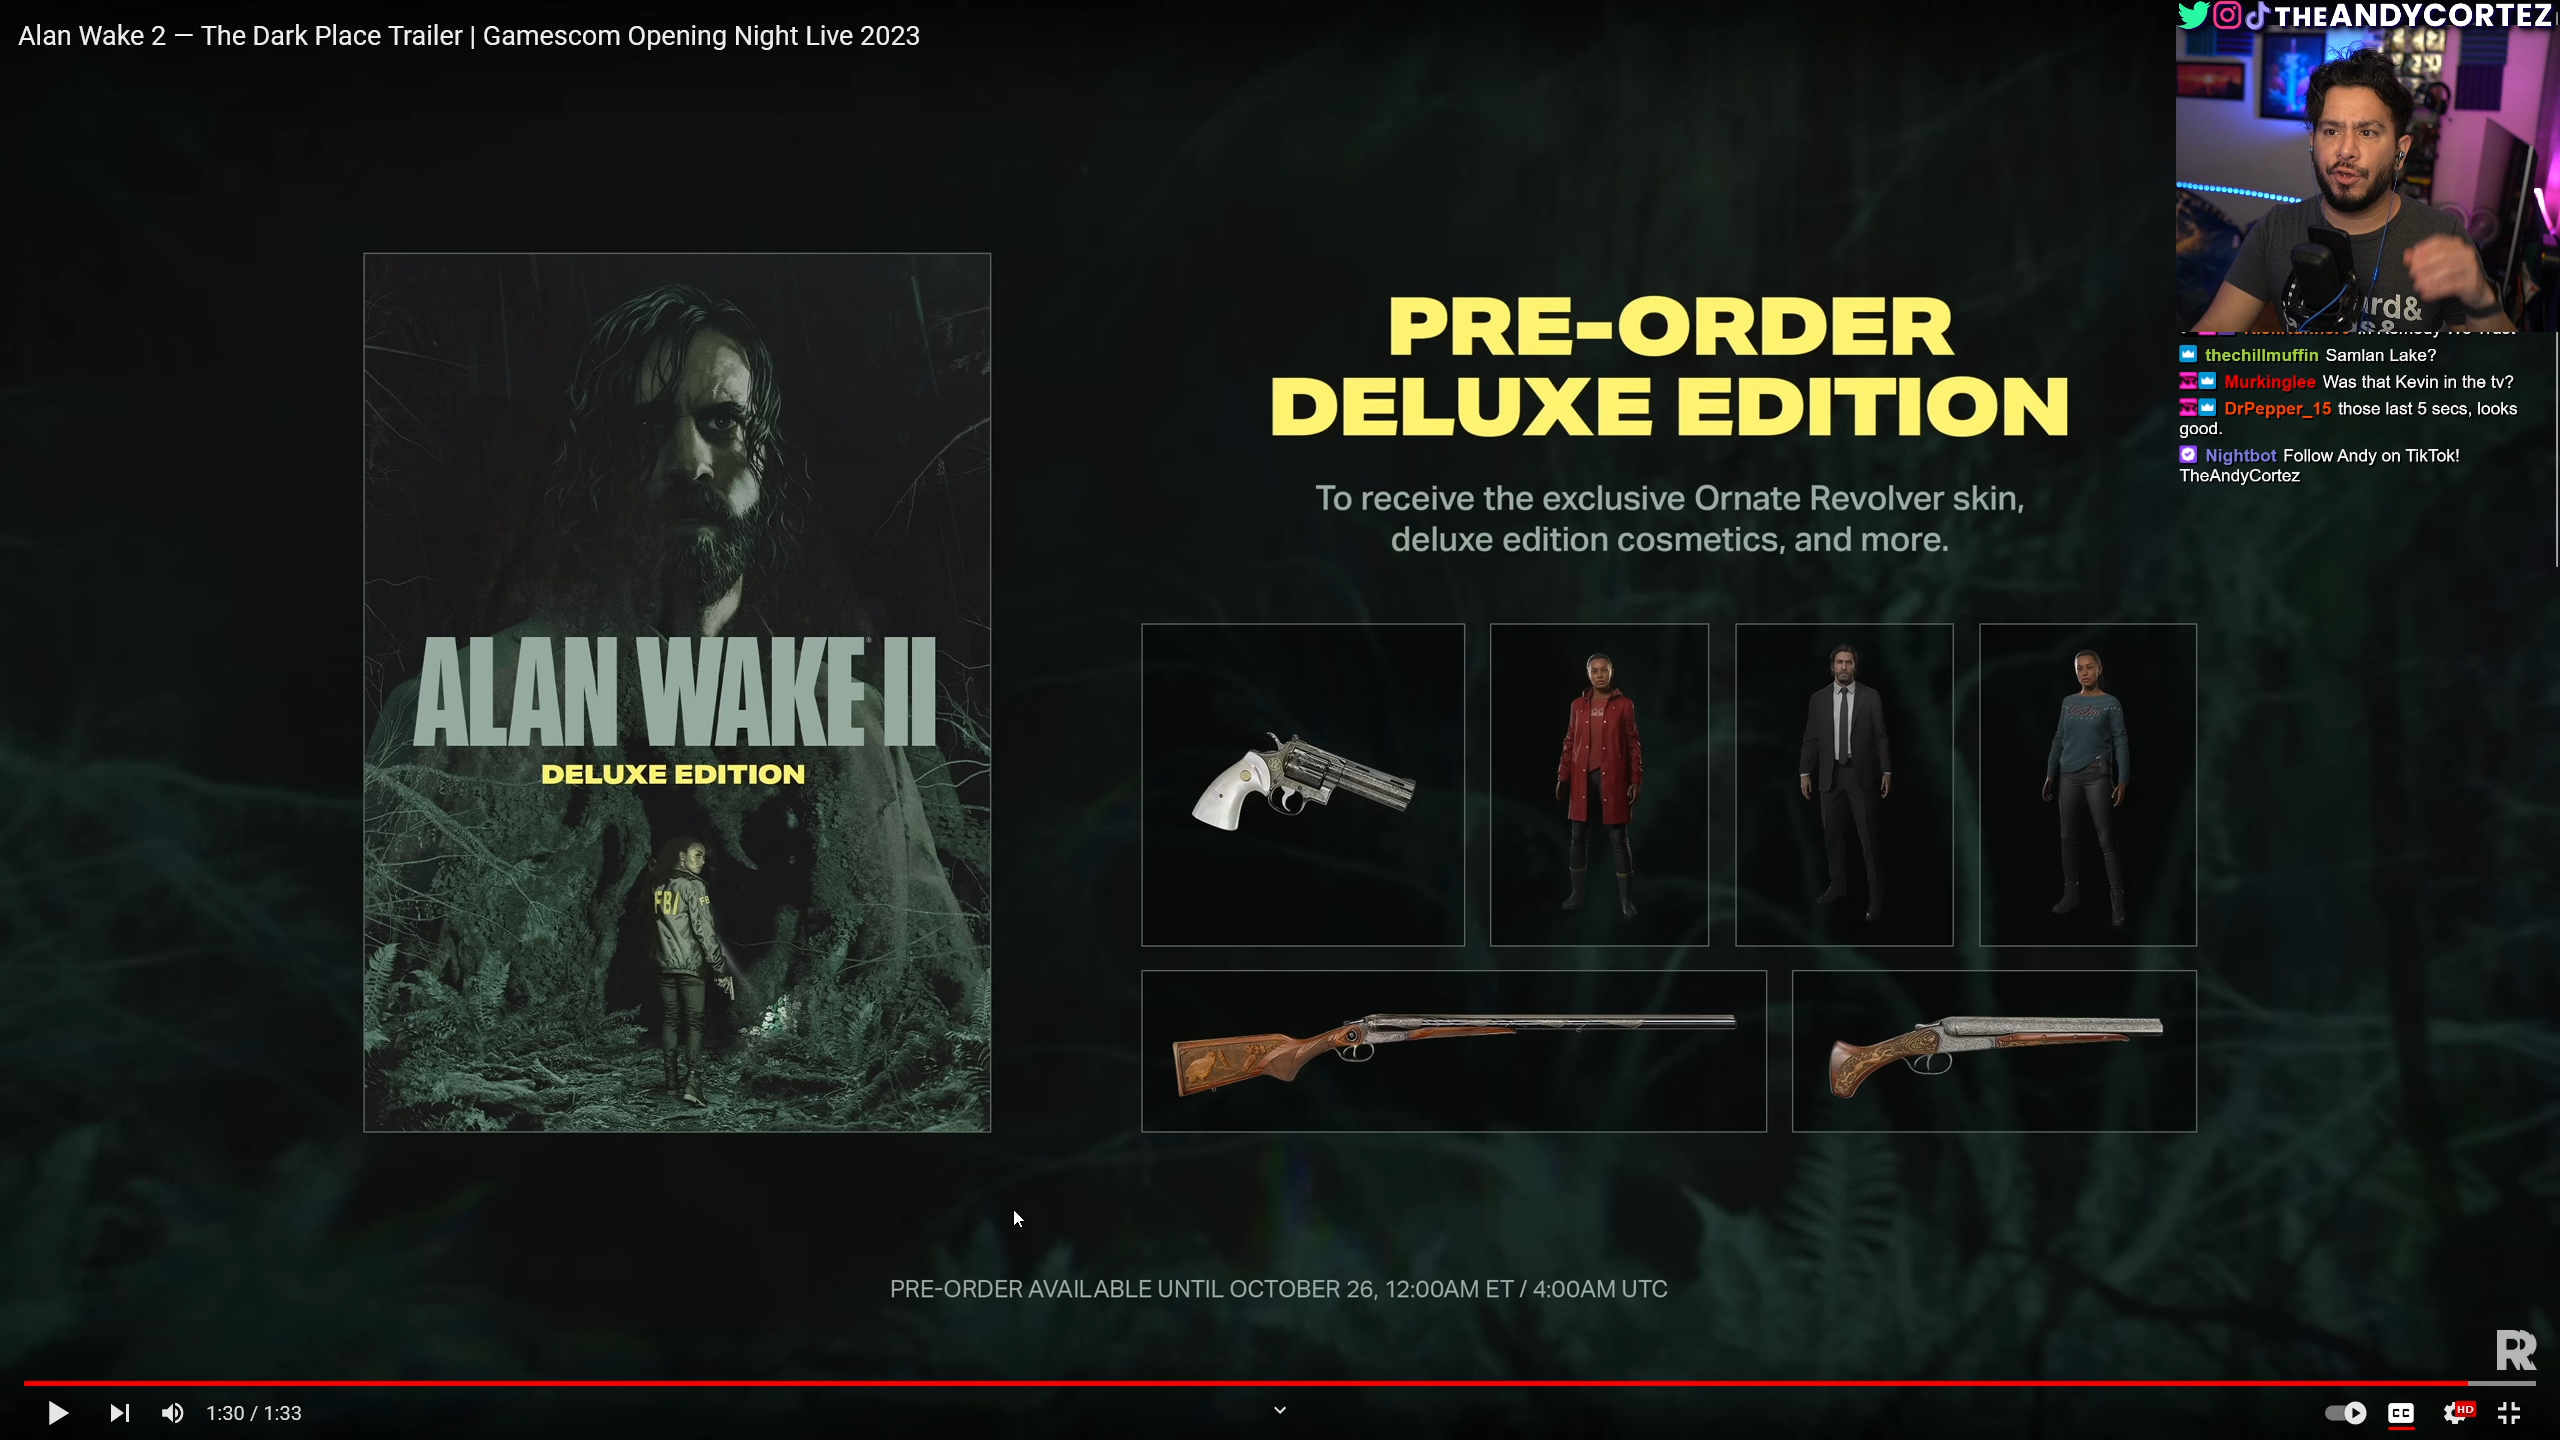 Alan Wake 2 — The Dark Place Trailer | Gamescom Opening Night Live 2023
THEANDYCORTEZ
ard&
thechillmuffin Samlan Lake?
Murkinglee Was that Kevin in the tv?
DrPepper_15 those last 5 secs, looks
good.
Nightbot Follow Andy on TikTok!
TheAndyCortez
PRE-ORDER
DELUXE EDITION
To receive the exclusive Ornate Revolver skin,
deluxe edition cosmetics, and more.
ALAN WAKE II
DELUXE EDITION
FBI
PRE-ORDER AVAILABLE UNTIL OCTOBER 26, 12:00AM ET / 4:00AM UTC
1:30 / 1:33
CC
HD